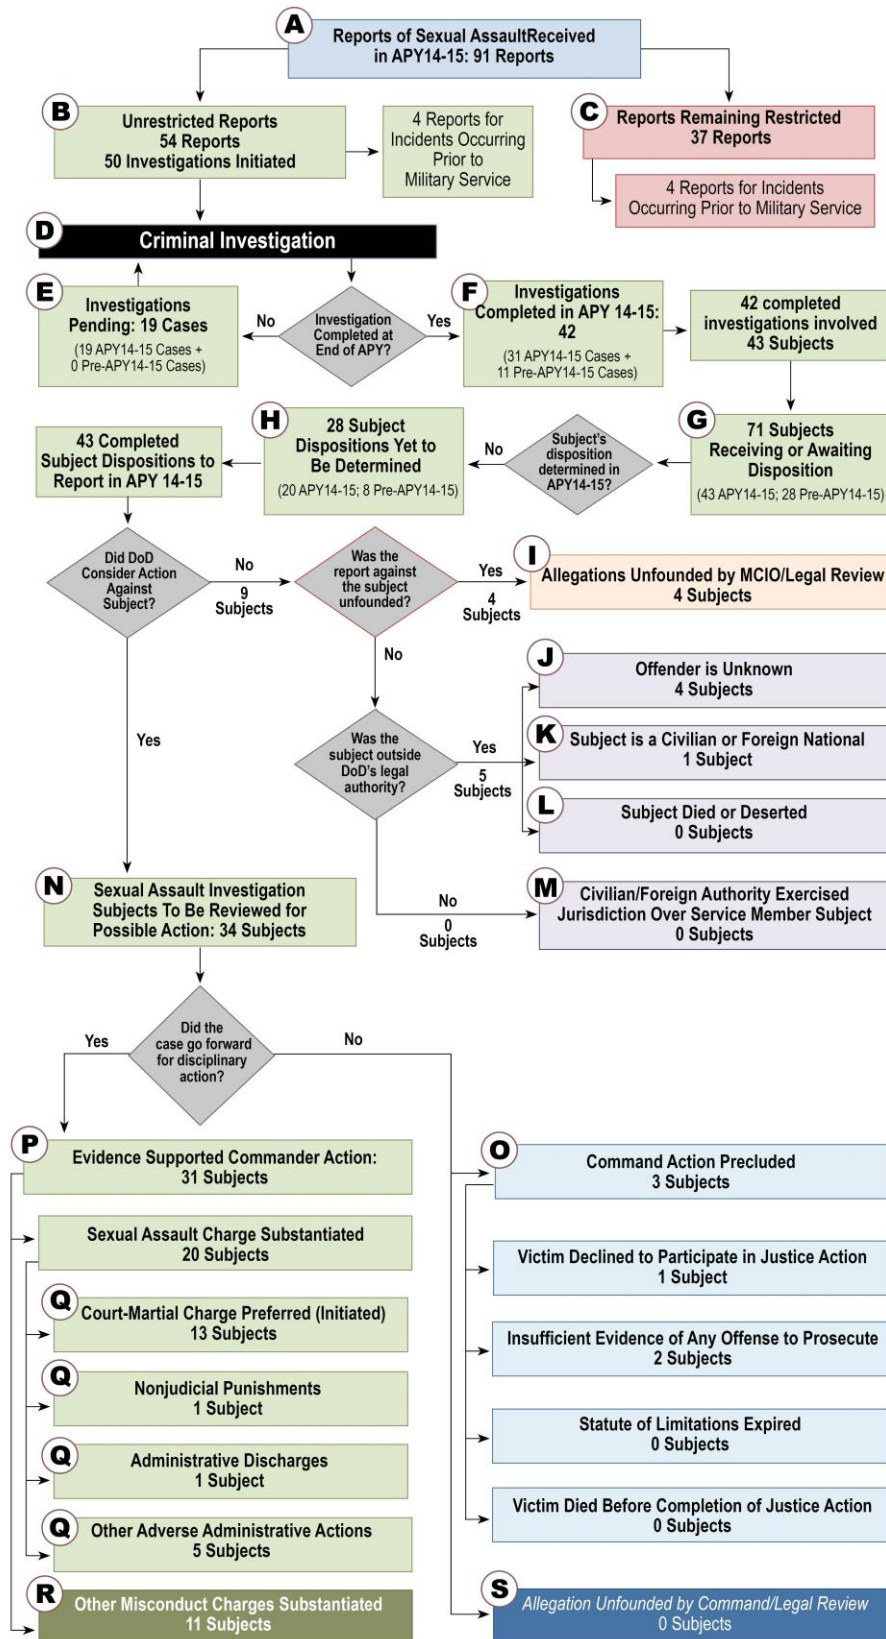 A
Reports of Sexual AssaultReceived
in APY14-15: 91 Reports
B
Unrestricted Reports
54 Reports
50 Investigations Initiated
4 Reports for
Incidents Occurring
Prior to
Military Service
C
Reports Remaining Restricted
37 Reports
4 Reports for Incidents
Occurring Prior to Military Service
D
Criminal Investigation
E
Investigations
Pending: 19 Cases
(19 APY14-15 Cases +
0 Pre-APY14-15 Cases)
No
Investigation
Completed at
End of APY?
Yes
F
Investigations
Completed in APY 14-15:
42
(31 APY14-15 Cases +
11 Pre-APY14-15 Cases)
42 completed
investigations involved
43 Subjects
43 Completed
Subject Dispositions to
Report in APY 14-15
H
28 Subject
Dispositions Yet to
Be Determined
(20 APY14-15; 8 Pre-APY14-15)
No
Subject's
disposition
determined in
APY14-15?
G
71 Subjects
Receiving or Awaiting
Disposition
(43 APY14-15; 28 Pre-APY14-15)
Did DoD
Consider Action
Against
Subject?
No
9
Subjects
Was the
report against
the subject
unfounded?
Yes
4
Subjects
I
Allegations Unfounded by MCIO/Legal Review
4 Subjects
No
J
Offender is Unknown
4 Subjects
Yes
Was the
subject outside
DoD's legal
authority?
Yes
5
Subjects
K
Subject is a Civilian or Foreign National
1 Subject
L
Subject Died or Deserted
0 Subjects
N
Sexual Assault Investigation
Subjects To Be Reviewed for
Possible Action: 34 Subjects
No
0
Subjects
M
Civilian/Foreign Authority Exercised
Jurisdiction Over Service Member Subject
0 Subjects
Yes
Did the
case go forward
for disciplinary
action?
No
P
Evidence Supported Commander Action:
31 Subjects
O
Command Action Precluded
3 Subjects
Sexual Assault Charge Substantiated
20 Subjects
Victim Declined to Participate in Justice Action
1 Subject
Q
Court-Martial Charge Preferred (Initiated)
13 Subjects
Insufficient Evidence of Any Offense to Prosecute
2 Subjects
Q
Nonjudicial Punishments
1 Subject
Statute of Limitations Expired
0 Subjects
Q
Administrative Discharges
1 Subject
Victim Died Before Completion of Justice Action
0 Subjects
Q
Other Adverse Administrative Actions
5 Subjects
R
Other Misconduct Charges Substantiated
11 Subjects
S
Allegation Unfounded by Command/Legal Review
0 Subjects